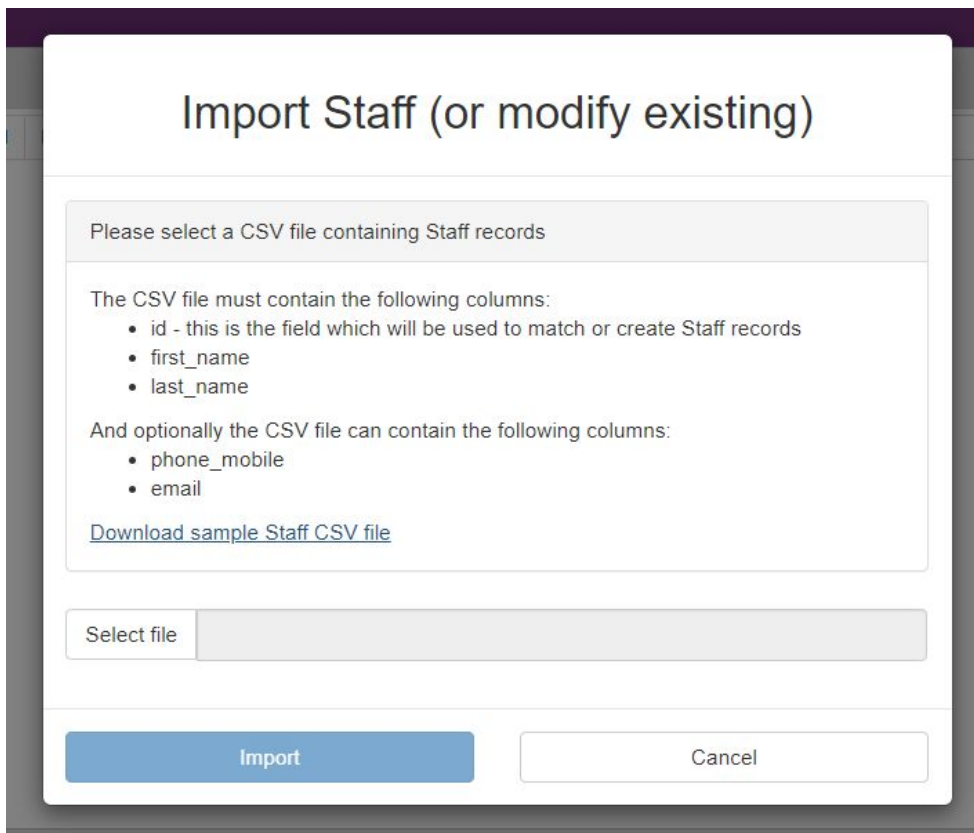 Import Staff (or modify existing)
Please select a CSV file containing Staff records
The CSV file must contain the following columns:
• id - this is the field which will be used to match or create Staff records
• first_name
• last_name
And optionally the CSV file can contain the following columns:
• phone_mobile
• email
Download sample Staff CSV file
Select file
Import
Cancel